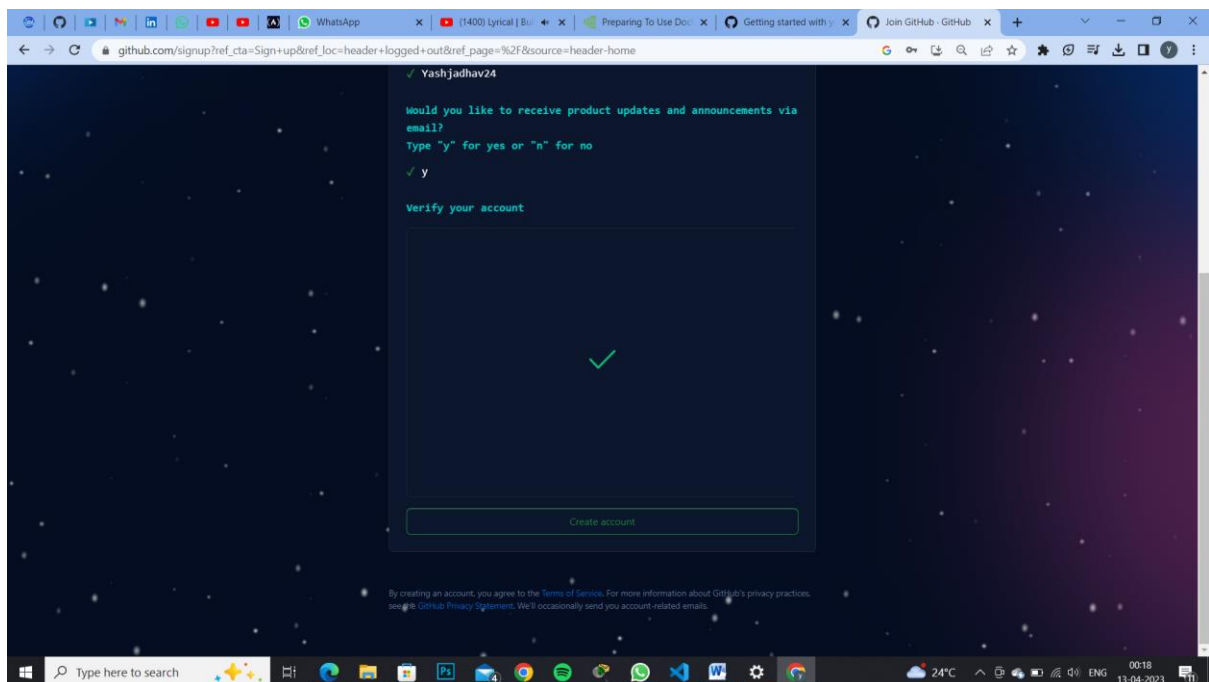 WhatsApp
(1400) Lyrical | Bul
Preparing To Use Doc
Getting started with y
Join GitHub · GitHub
github.com/signup?ref_cta=Sign+up&ref_loc=header+logged+out&ref_page=%2F&source=header-home
✓ Yashjadhav24
Would you like to receive product updates and announcements via
email?
Type "y" for yes or "n" for no
✓ y
Verify your account
Create account
By creating an account, you agree to the Terms of Service. For more information about GitHub's privacy practices,
see the GitHub Privacy Statement. We'll occasionally send you account-related emails.
Type here to search
24°C
ENG
00:18
13-04-2023